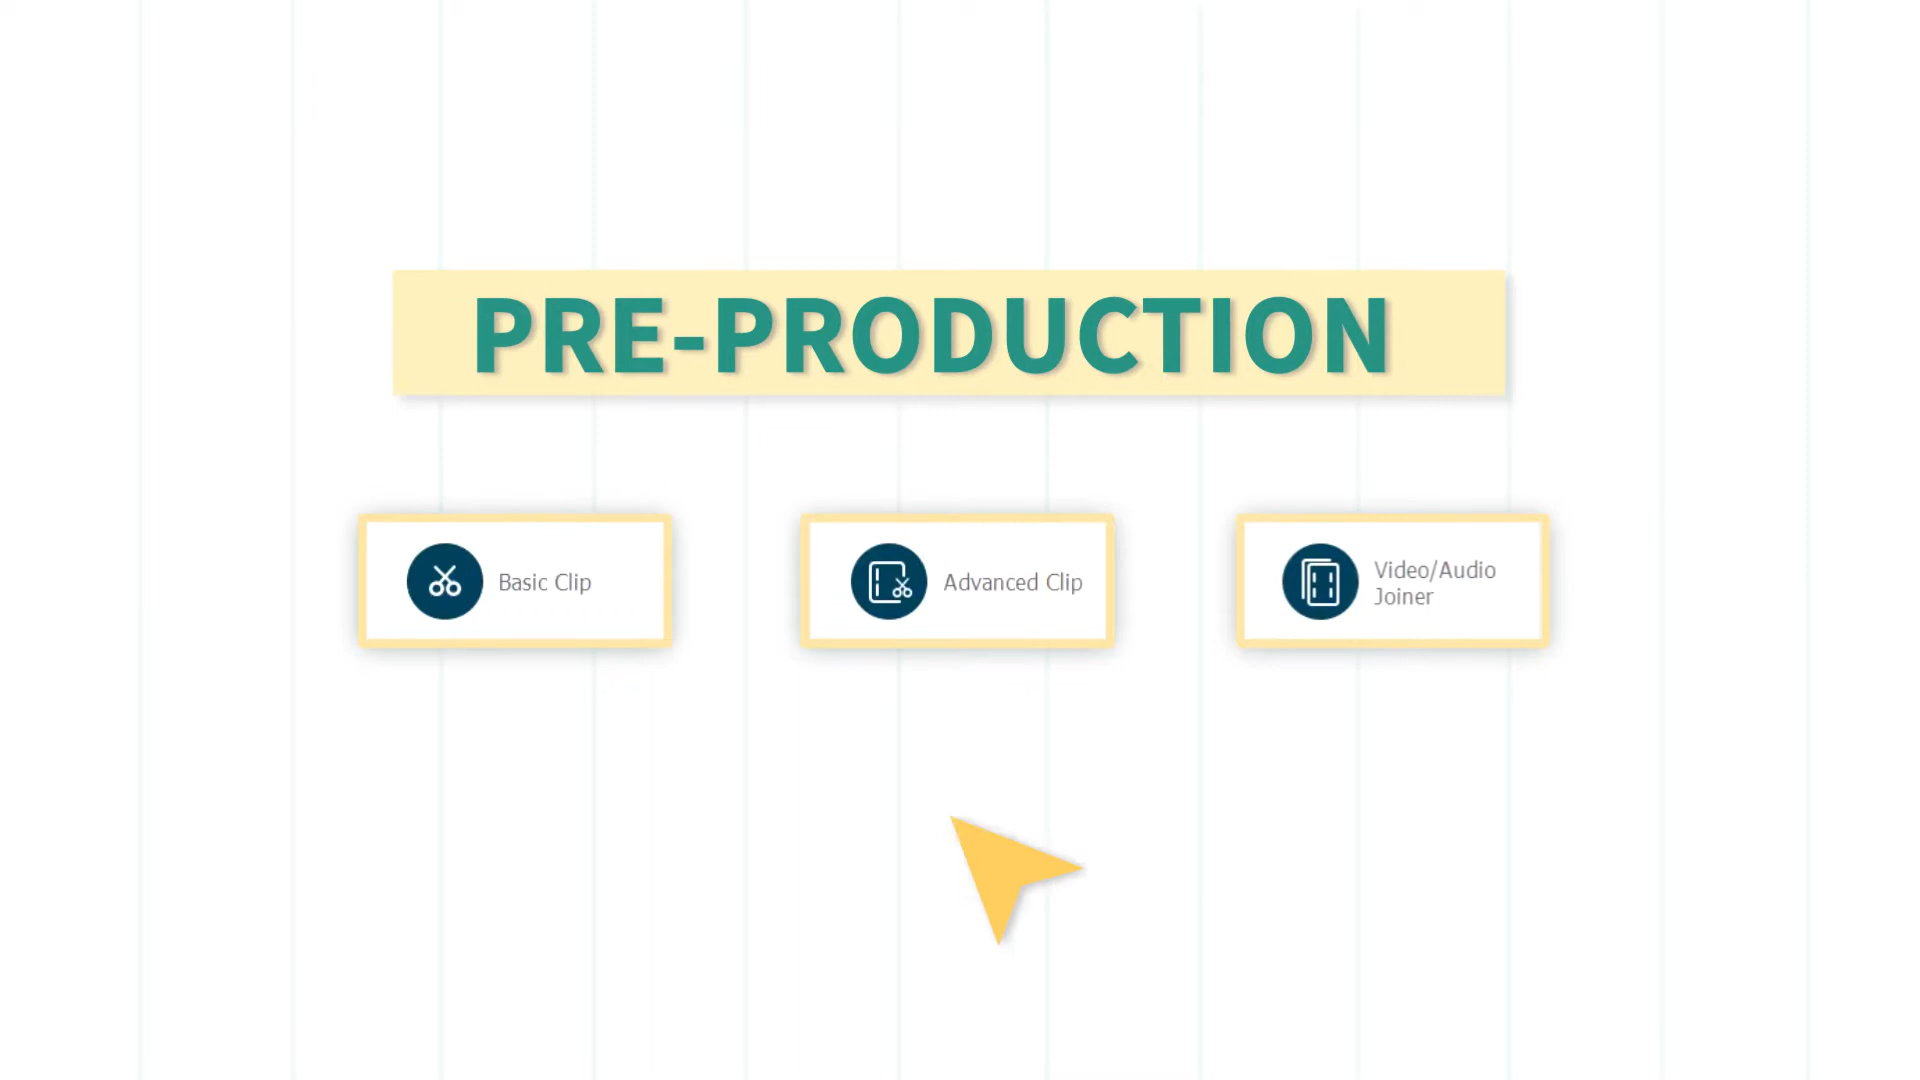 PRE-PRODUCTION
Basic Clip
Advanced Clip
Video/Audio
Joiner